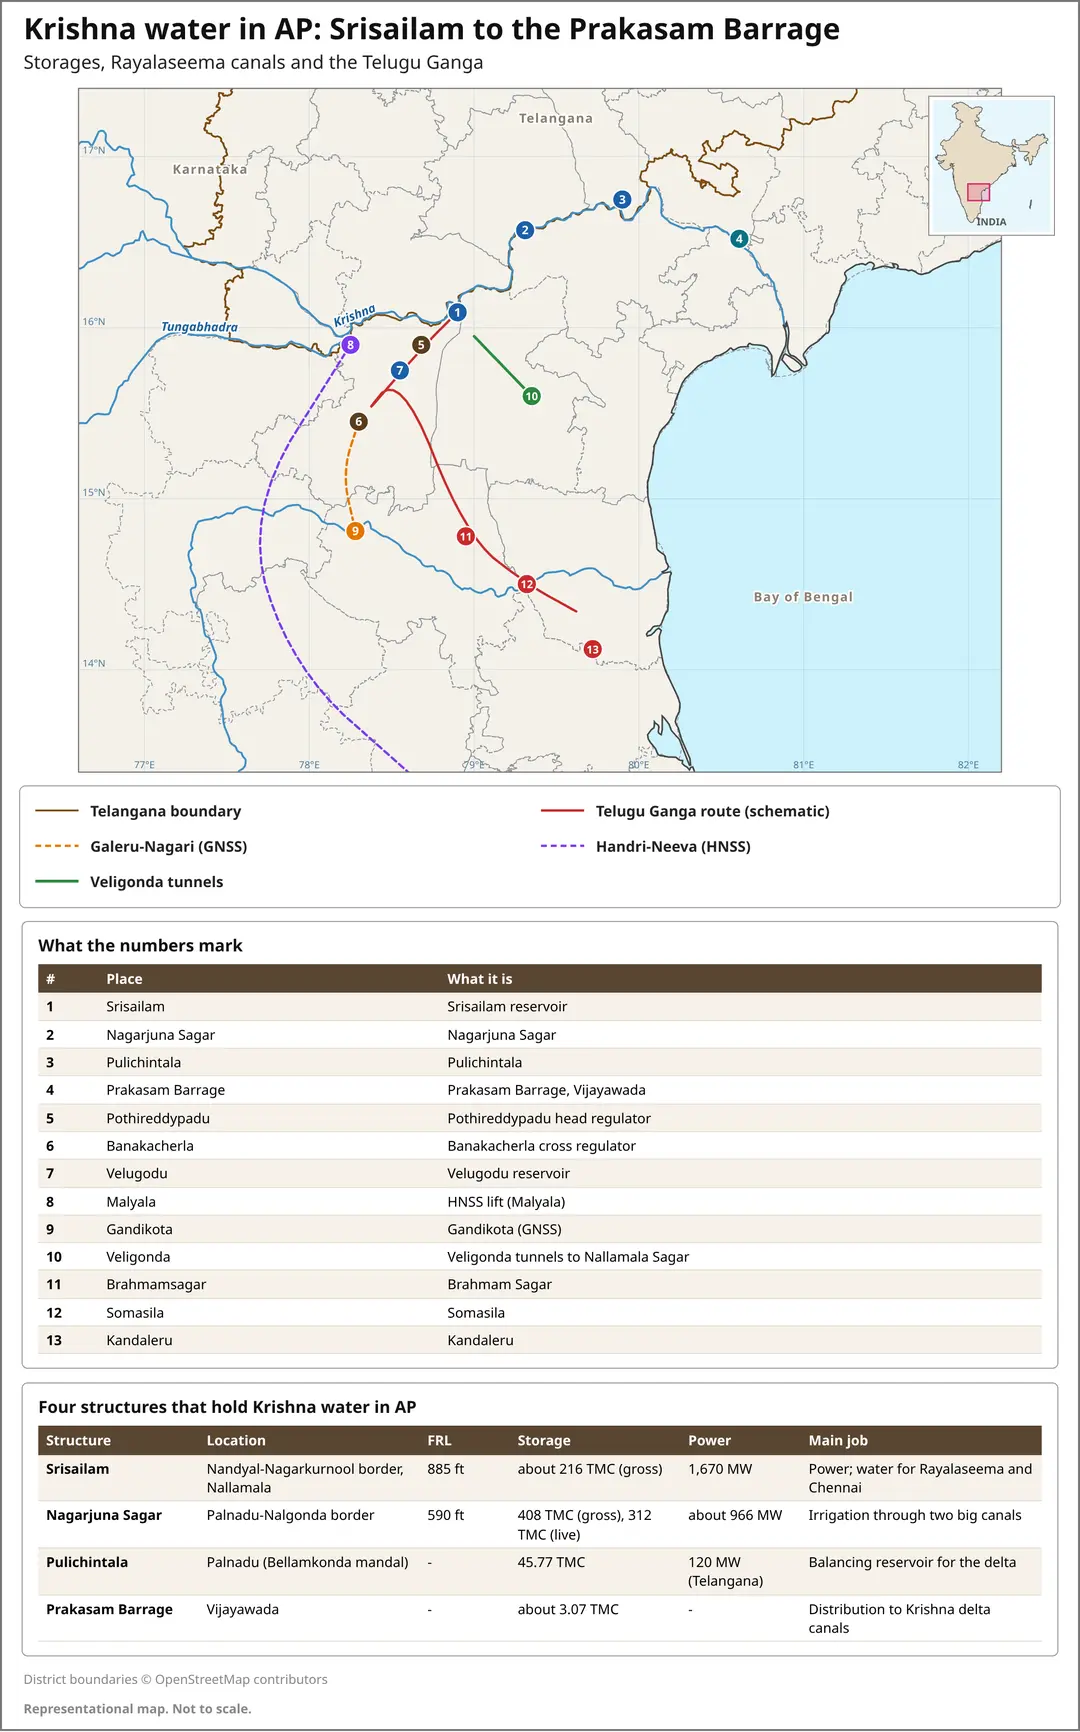 Krishna water in AP: Srisailam to the Prakasam Barrage
Storages, Rayalaseema canals and the Telugu Ganga
Telangana
Karnataka
17°N
INDIA
3
2
4
Krishna
1
16°N
Tungabhadra
8
5
7
10
6
15°N
9
11
12
Bay of Bengal
13
14°N
77°E
78°E
79°E
80°E
81°E
82°E
Telangana boundary
Telugu Ganga route (schematic)
Galeru-Nagari (GNSS)
Handri-Neeva (HNSS)
Veligonda tunnels
What the numbers mark
# Place What it is
1 Srisailam Srisailam reservoir
2 Nagarjuna Sagar Nagarjuna Sagar
3 Pulichintala Pulichintala
4 Prakasam Barrage Prakasam Barrage, Vijayawada
5 Pothireddypadu Pothireddypadu head regulator
6 Banakacherla Banakacherla cross regulator
7 Velugodu Velugodu reservoir
8 Malyala HNSS lift (Malyala)
9 Gandikota Gandikota (GNSS)
10 Veligonda Veligonda tunnels to Nallamala Sagar
11 Brahmamsagar Brahmam Sagar
12 Somasila Somasila
13 Kandaleru Kandaleru
Four structures that hold Krishna water in AP
Structure Location FRL Storage Power Main job
Srisailam Nandyal-Nagarkurnool border, 885 ft about 216 TMC (gross) 1,670 MW Power; water for Rayalaseema and
Nallamala Chennai
Nagarjuna Sagar Palnadu-Nalgonda border 590 ft 408 TMC (gross), 312 about 966 MW Irrigation through two big canals
TMC (live)
Pulichintala Palnadu (Bellamkonda mandal) - 45.77 TMC 120 MW Balancing reservoir for the delta
(Telangana)
Prakasam Barrage Vijayawada - about 3.07 TMC - Distribution to Krishna delta
canals
District boundaries © OpenStreetMap contributors
Representational map. Not to scale.